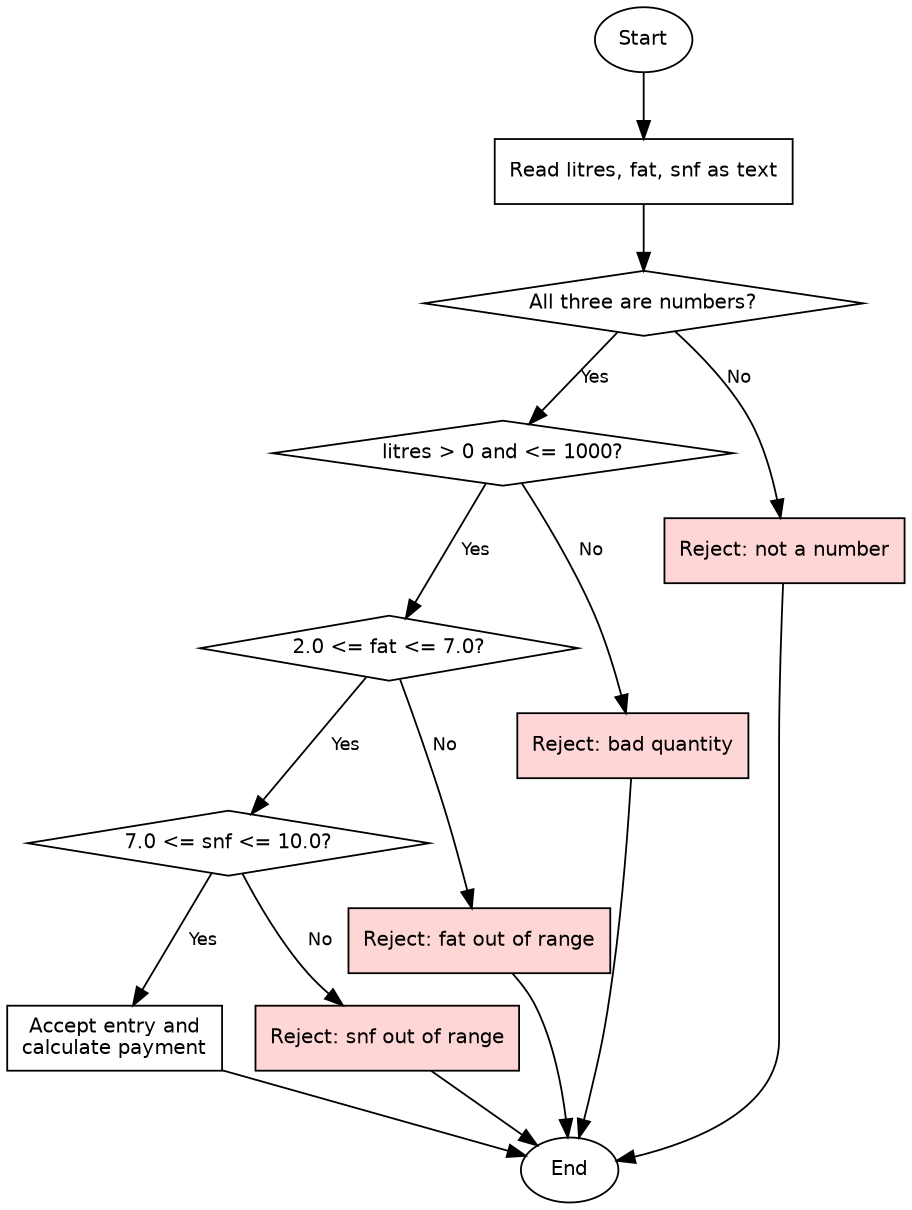 Start
Read litres, fat, snf as text
All three are numbers?
Yes
No
litres > 0 and <= 1000?
Yes
No
Reject: not a number
2.0 <= fat <= 7.0?
Yes
No
Reject: bad quantity
7.0 <= snf <= 10.0?
Yes
No
Reject: fat out of range
Accept entry and
calculate payment
Reject: snf out of range
End